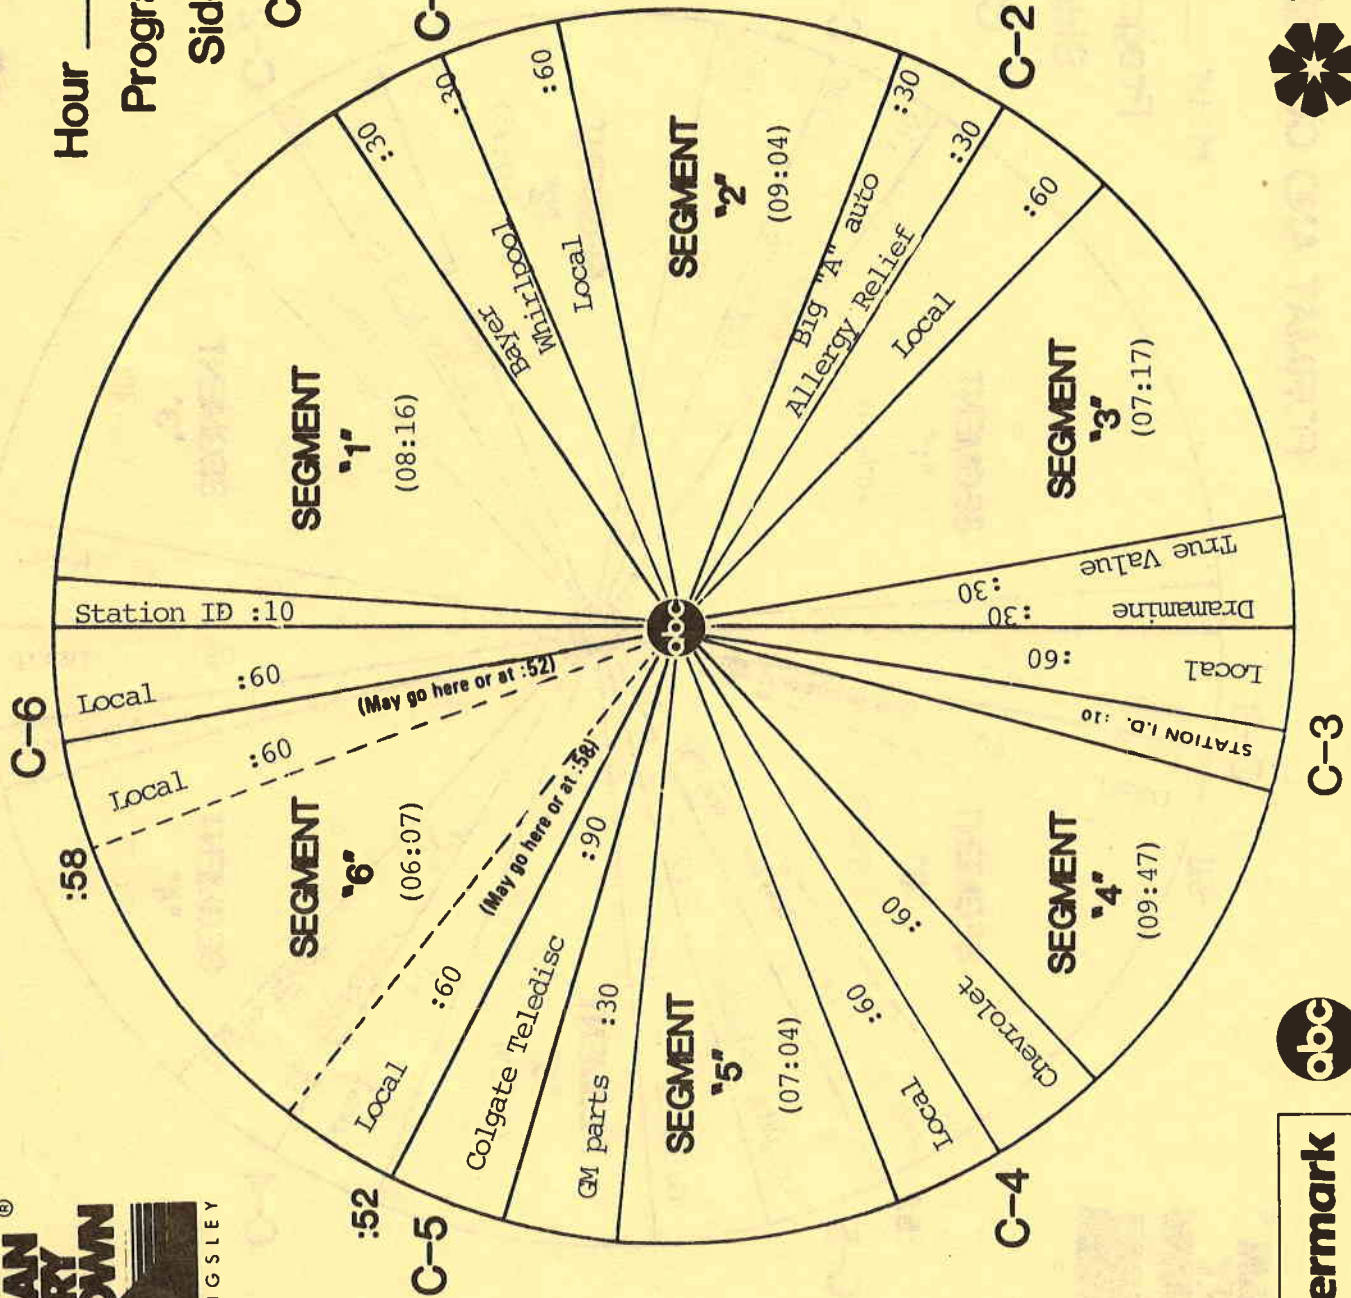 Hour
Progra
Sid
C
C-
C-2
C-3
C-4
C-5
C-6
:58
:52
Station ID :10
SEGMENT
"1"
(08:16)
Bayer :30
Whirlpool :30
Local :60
SEGMENT
"2"
(09:04)
Big "A" auto :30
Allergy Relief :30
Local :60
SEGMENT
"3"
(07:17)
True Value :30
Dramamine :30
Local :60
STATION I.D. :10
SEGMENT
"4"
(09:47)
Chevrolet :60
Local :60
SEGMENT
"5"
(07:04)
GM parts :30
Colgate Teledisc :90
Local :60
(May go here or at :58)
SEGMENT
"6"
(06:07)
Local :60
(May go here or at :52)
Local :60
abc
abc
AN ®
RY
OWN
GSLEY
ermark